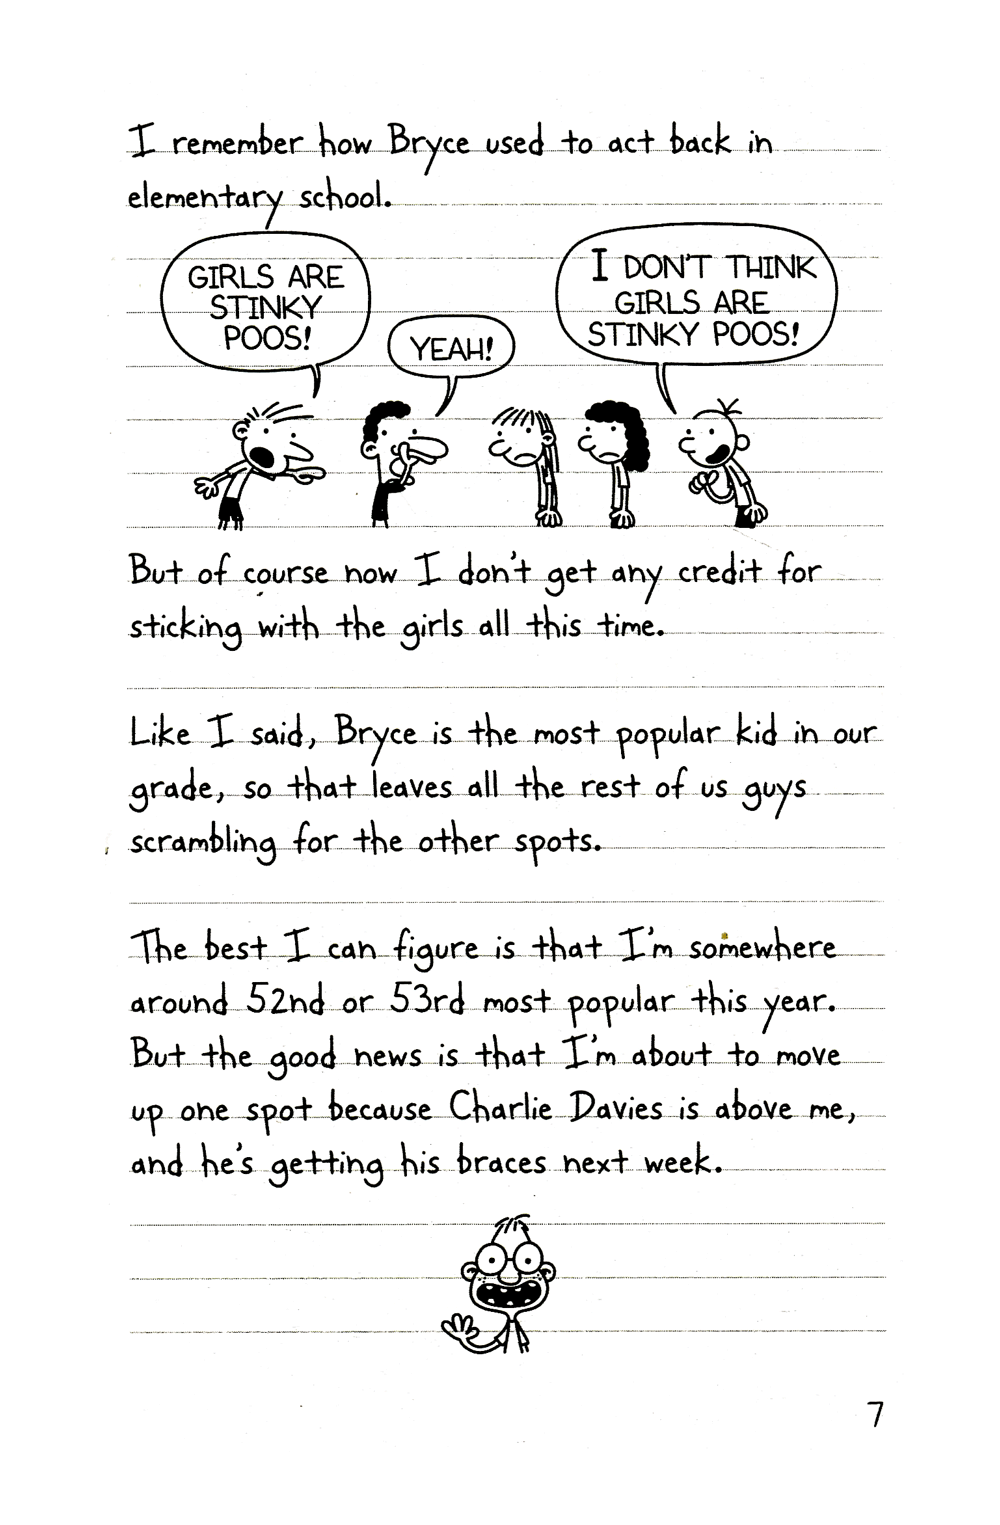 I remember how Bryce used to act back in
elementary school.
GIRLS ARE
STINKY
POOS!
YEAH!
I DON'T THINK
GIRLS ARE
STINKY POOS!
But of course now I don't get any credit for
sticking with the girls all this time.
Like I said, Bryce is the most popular kid in our
grade, so that leaves all the rest of us guys
scrambling for the other spots.
The best I can figure is that I'm somewhere
around 52nd or 53rd most popular this year.
But the good news is that I'm about to move
up one spot because Charlie Davies is above me,
and he's getting his braces next week.
7